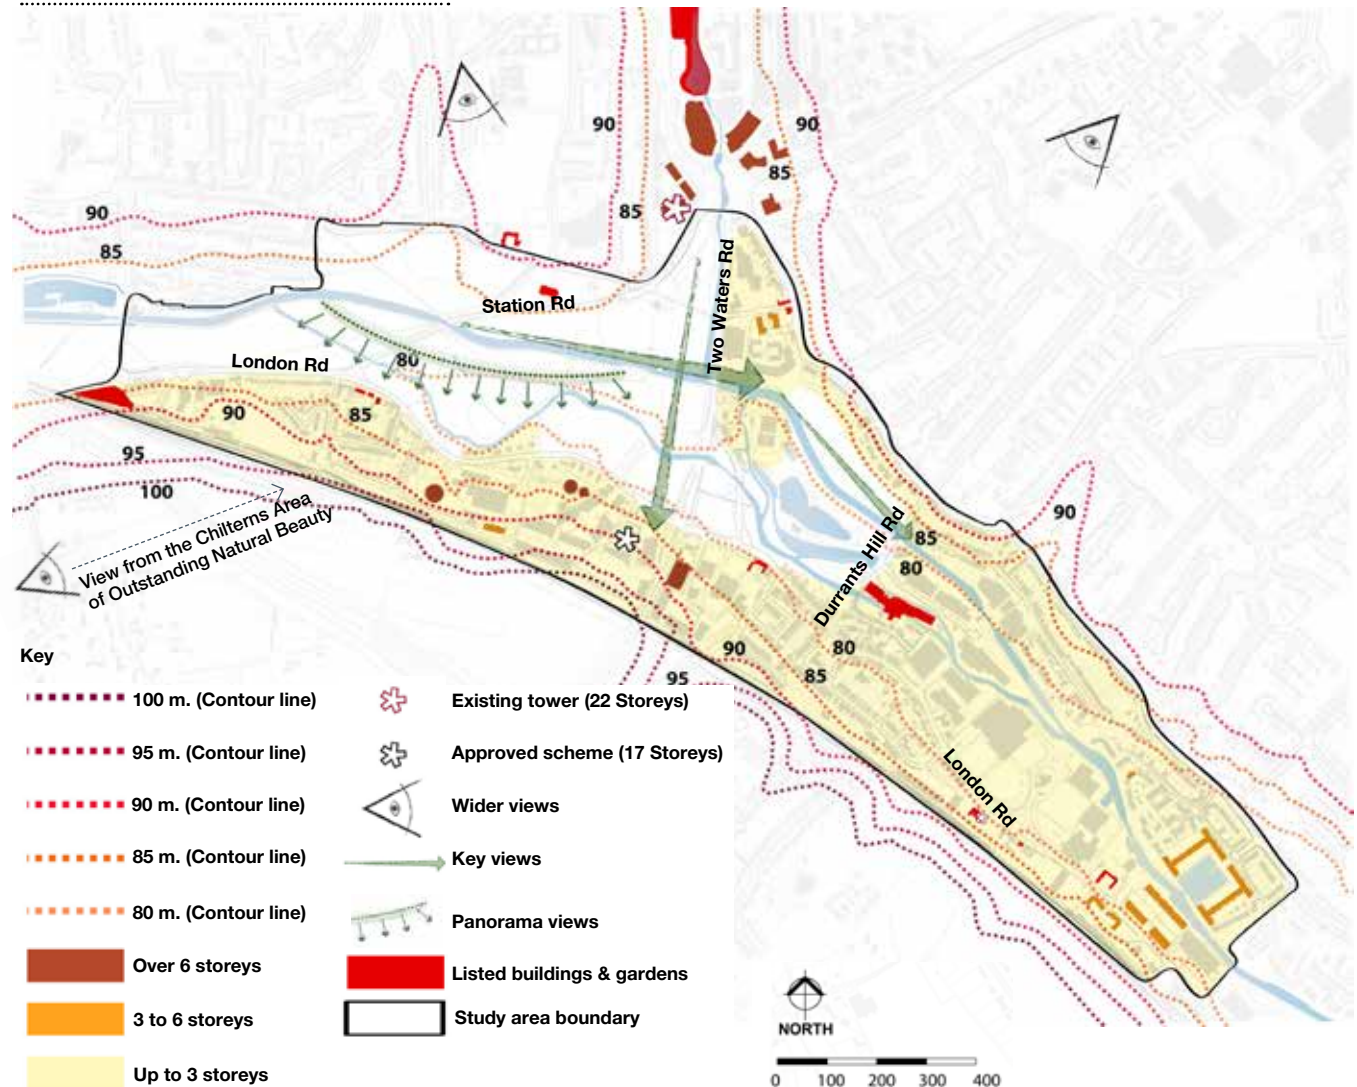 90
90
85
90
85
85
Two Waters Rd
Station Rd
London Rd
80
90
85
95
100
90
View from the Chilterns Area
of Outstanding Natural Beauty
Durrants Hill Rd
85
80
80
90
85
95
London Rd
Key
100 m. (Contour line)
95 m. (Contour line)
90 m. (Contour line)
85 m. (Contour line)
80 m. (Contour line)
Over 6 storeys
3 to 6 storeys
Up to 3 storeys
Existing tower (22 Storeys)
Approved scheme (17 Storeys)
Wider views
Key views
Panorama views
Listed buildings & gardens
Study area boundary
NORTH
0 100 200 300 400